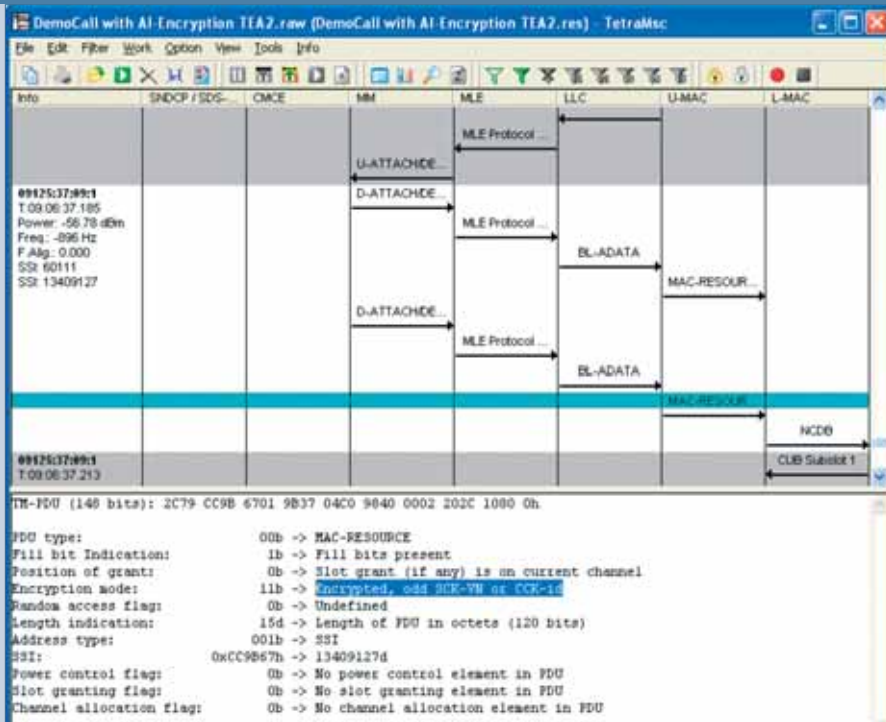 DemoCall with AI-Encryption TEA2.raw (DemoCall with AI-Encryption TEA2.res) - TetraMsc
File Edit Filter Work Option View Tools Info
Info SNDCP / SDS-... CMCE MM MLE LLC U-MAC L-MAC
MLE Protocol ...
U-ATTACH/DE...
09125:37:09:1
T:09:06:37.185
Power: -56.78 dBm
Freq.: -896 Hz
F.Alig.: 0.000
SSI: 60111
SSI: 13409127
D-ATTACH/DE...
MLE Protocol ...
BL-ADATA
MAC-RESOUR...
D-ATTACH/DE...
MLE Protocol ...
BL-ADATA
MAC-RESOUR...
NCDB
09125:37:09:1
T:09:06:37.213
CUB Subslot 1
TM-PDU (148 bits): 2C79 CC9B 6701 9B37 04C0 9840 0002 202C 1080 0h
PDU type: 00b -> MAC-RESOURCE
Fill bit Indication: 1b -> Fill bits present
Position of grant: 0b -> Slot grant (if any) is on current channel
Encryption mode: 11b -> Encrypted, odd SCK-VN or CCK-id
Random access flag: 0b -> Undefined
Length indication: 15d -> Length of PDU in octets (120 bits)
Address type: 001b -> SSI
SSI: 0xCC9B67h -> 13409127d
Power control flag: 0b -> No power control element in PDU
Slot granting flag: 0b -> No slot granting element in PDU
Channel allocation flag: 0b -> No channel allocation element in PDU